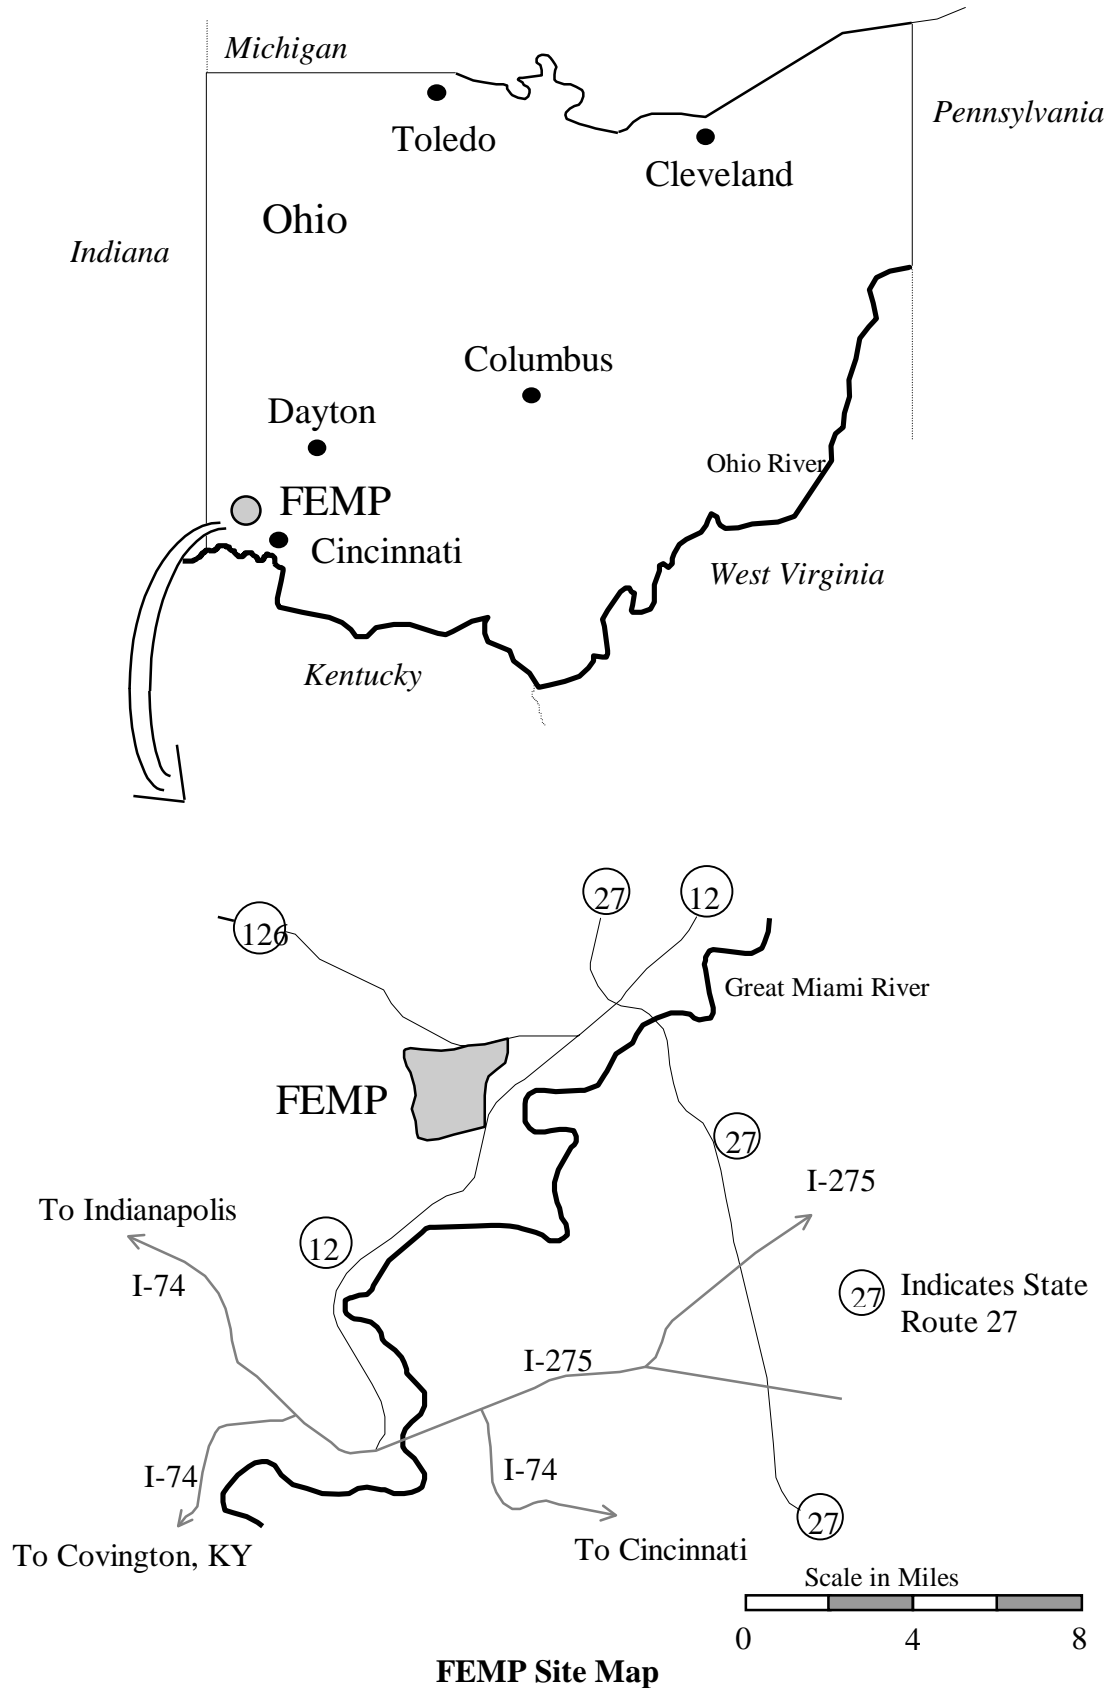 Michigan
Pennsylvania
Toledo
Cleveland
Ohio
Indiana
Columbus
Dayton
Ohio River
FEMP
Cincinnati
West Virginia
Kentucky
27
12
126
Great Miami River
FEMP
27
I-275
To Indianapolis
12
I-74
27
Indicates State
Route 27
I-275
I-74
I-74
27
To Cincinnati
To Covington, KY
Scale in Miles
0 4 8
FEMP Site Map